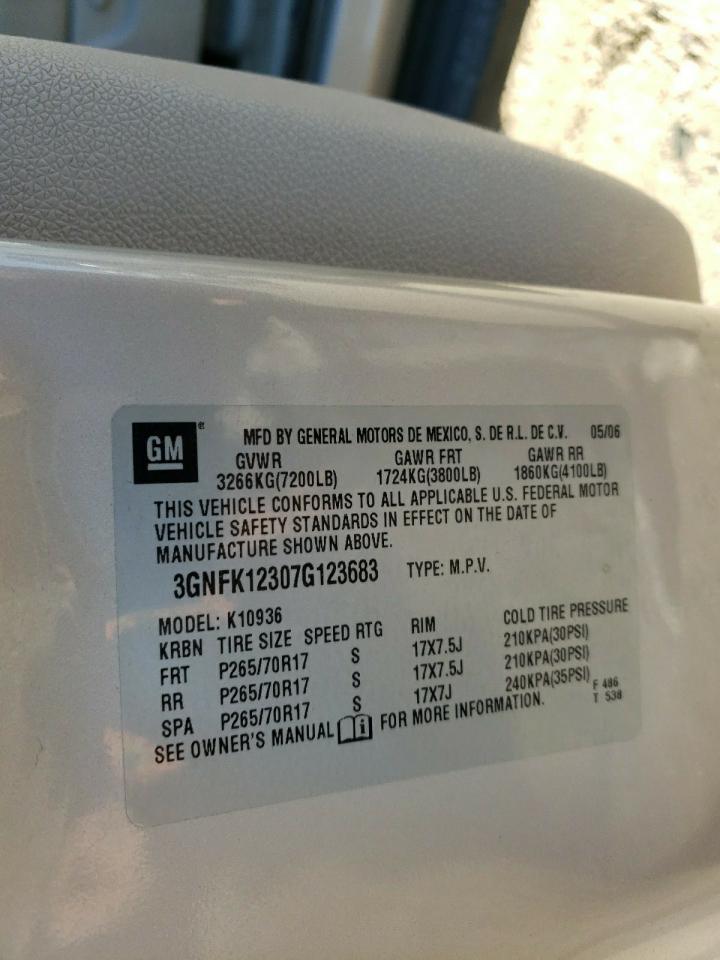 GM ® MFD BY GENERAL MOTORS DE MEXICO, S. DE R.L. DE C.V. 05/06
GVWR GAWR FRT GAWR RR
3266KG(7200LB) 1724KG(3800LB) 1860KG(4100LB)
THIS VEHICLE CONFORMS TO ALL APPLICABLE U.S. FEDERAL MOTOR
VEHICLE SAFETY STANDARDS IN EFFECT ON THE DATE OF
MANUFACTURE SHOWN ABOVE.
3GNFK12307G123683 TYPE: M.P.V.
MODEL: K10936
KRBN TIRE SIZE SPEED RTG RIM COLD TIRE PRESSURE
FRT P265/70R17 S 17X7.5J 210KPA(30PSI)
RR P265/70R17 S 17X7.5J 210KPA(30PSI)
SPA P265/70R17 S 17X7J 240KPA(35PSI)
SEE OWNER'S MANUAL i FOR MORE INFORMATION.
F 486
T 538